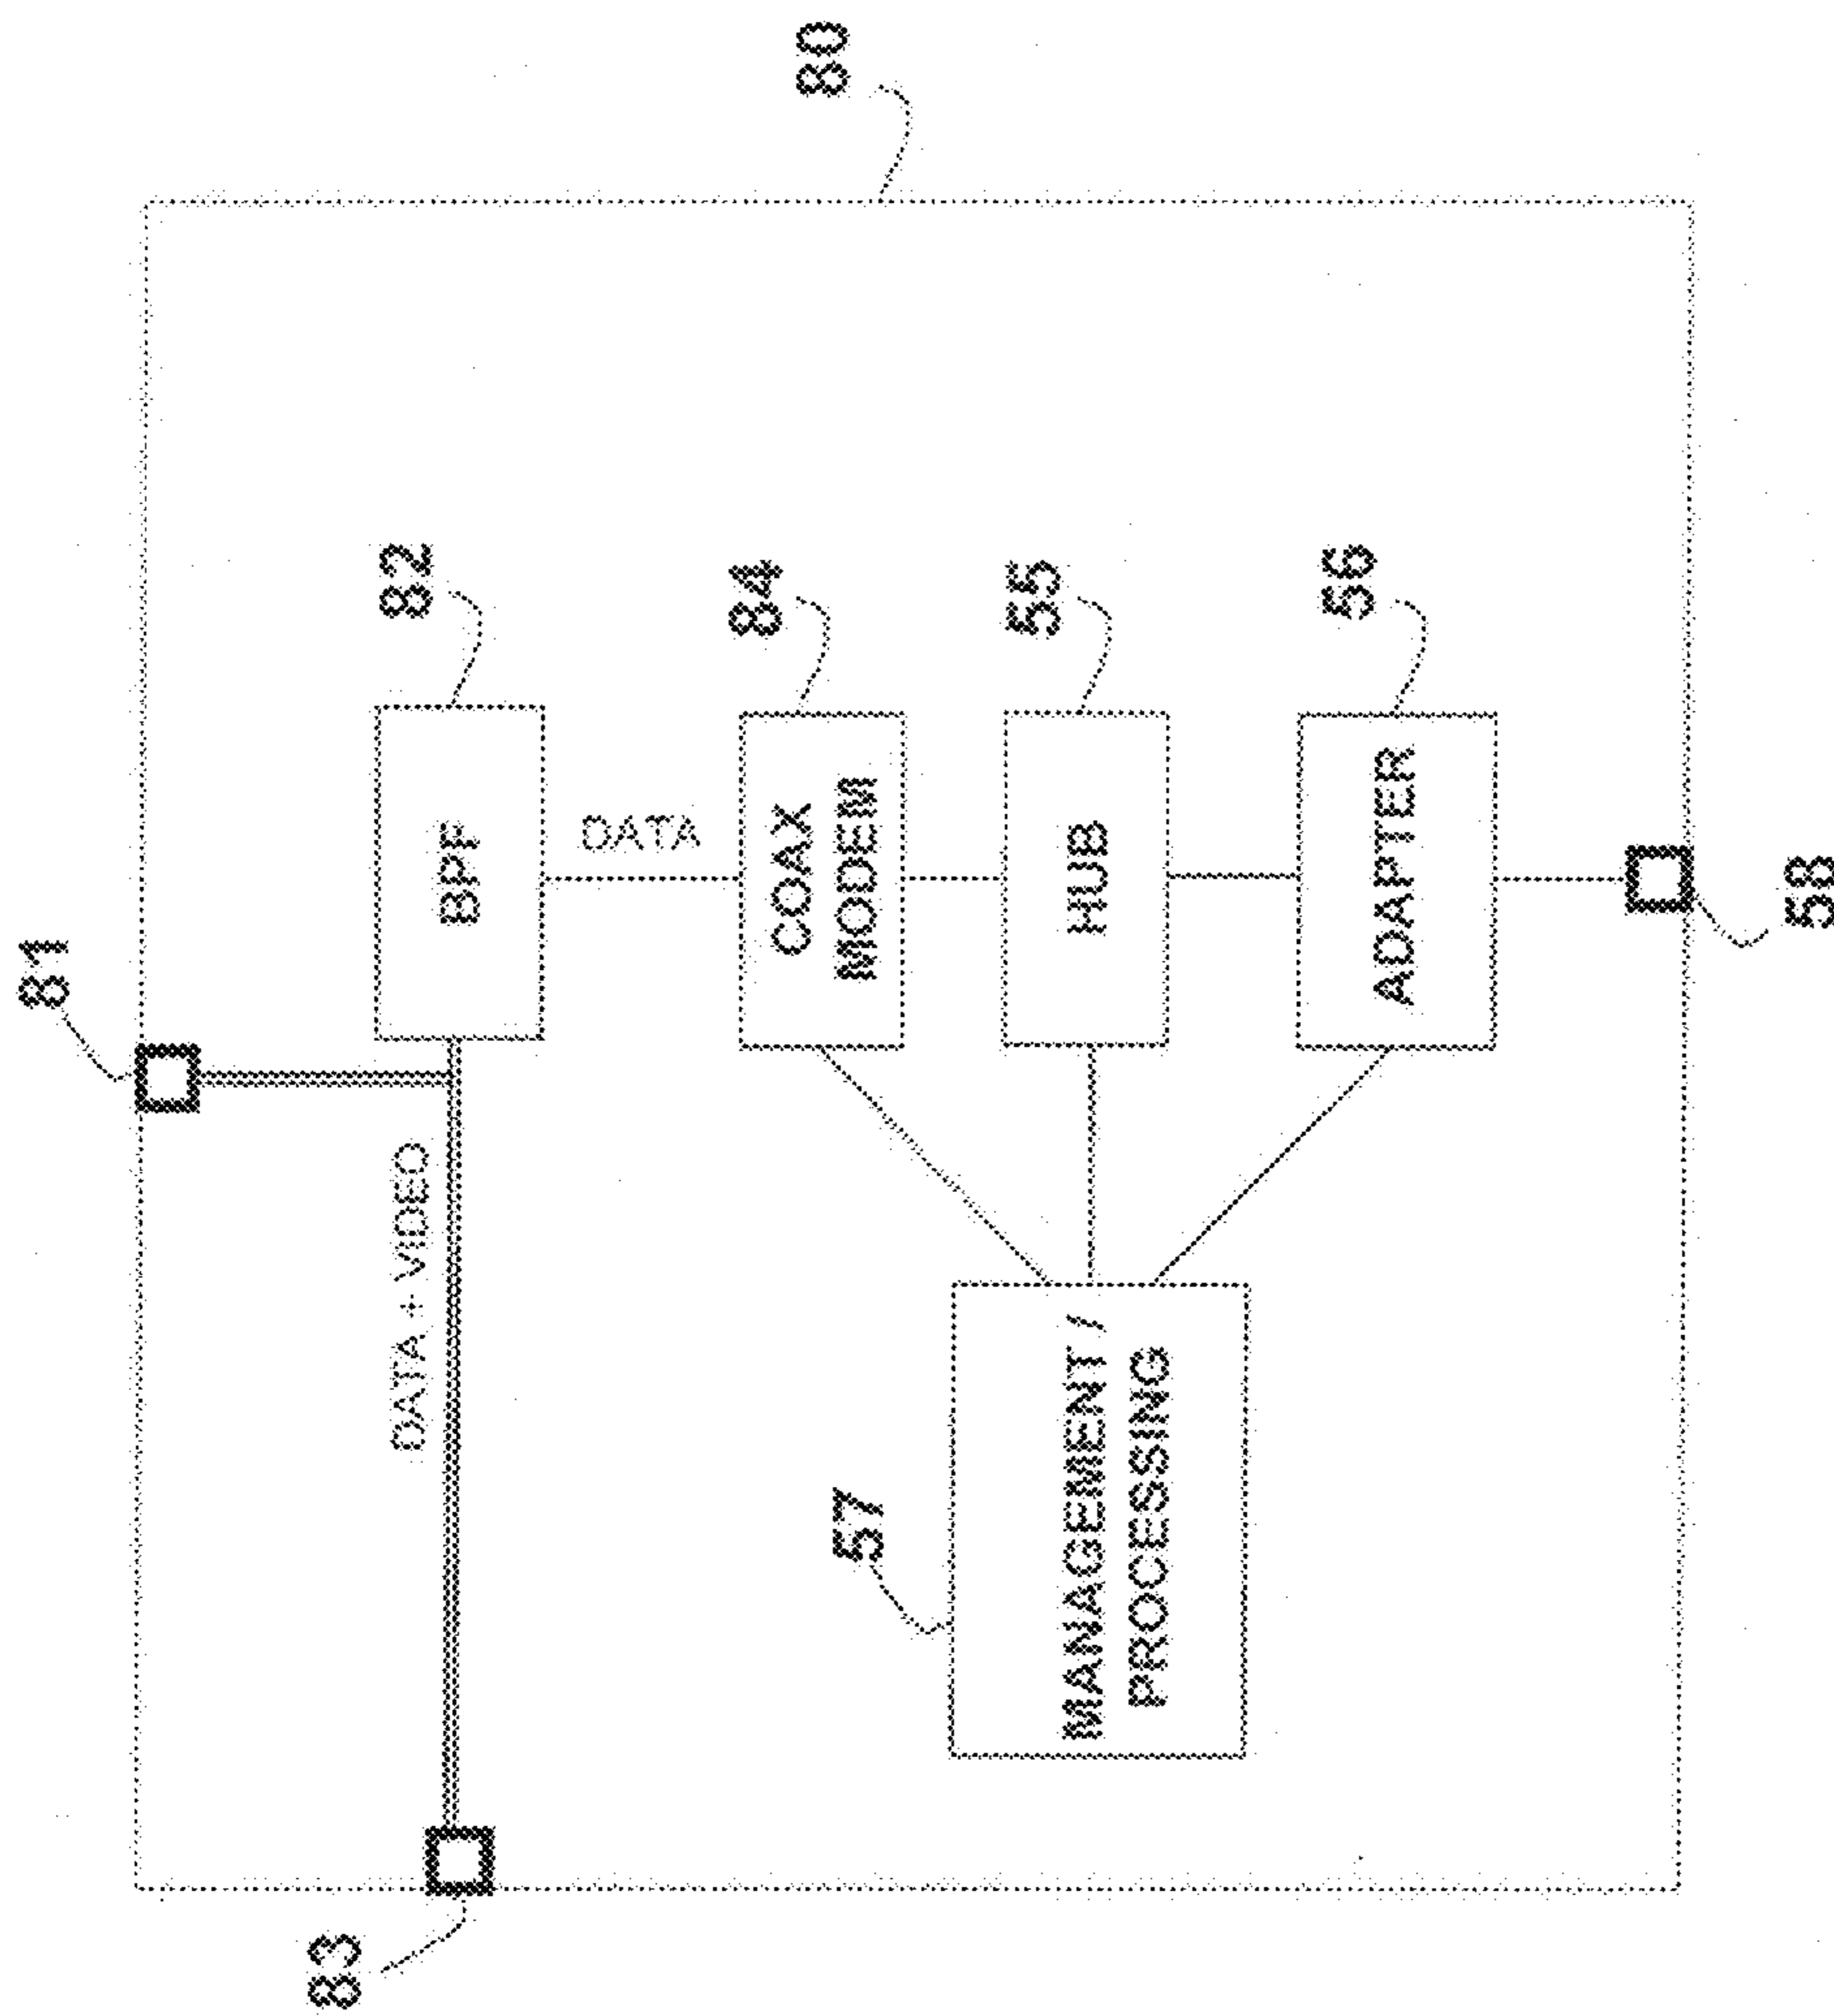 80
81
82
BPF
DATA + VIDEO
83
DATA
84
COAX
MODEM
55
HUB
56
ADAPTER
57
MANAGEMENT /
PROCESSING
58